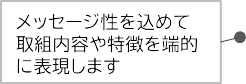 メッセージ性を込めて
取組内容や特徴を端的
に表現します